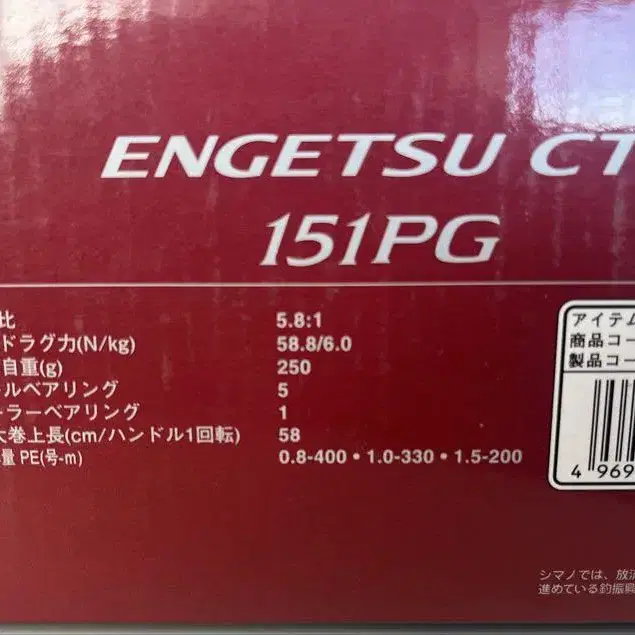 ENGETSU CT
151PG
比 5.8:1
ドラグ力(N/kg) 58.8/6.0
自重(g) 250
ルベアリング 5
ーラーベアリング 1
大巻上長(cm/ハンドル1回転) 58
量 PE(号-m) 0.8-400・1.0-330・1.5-200
アイテム
商品コー
製品コー
4 969
シマノでは、放流
進めている釣振興